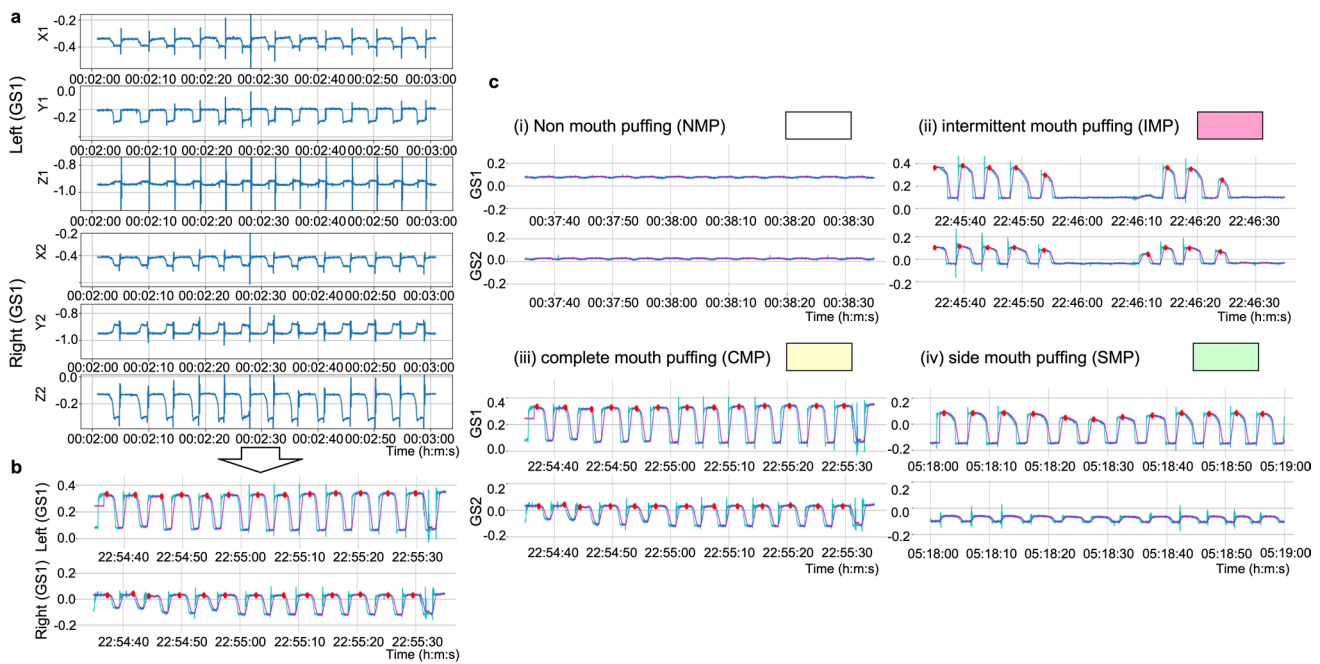 a
X1
-0.2
-0.4
00:02:00 00:02:10 00:02:20 00:02:30 00:02:40 00:02:50 00:03:00
Left (GS1)
Y1
0.0
-0.2
00:02:00 00:02:10 00:02:20 00:02:30 00:02:40 00:02:50 00:03:00
Z1
-0.8
-1.0
00:02:00 00:02:10 00:02:20 00:02:30 00:02:40 00:02:50 00:03:00
Right (GS1)
X2
-0.2
-0.4
00:02:00 00:02:10 00:02:20 00:02:30 00:02:40 00:02:50 00:03:00
Y2
-0.8
-1.0
00:02:00 00:02:10 00:02:20 00:02:30 00:02:40 00:02:50 00:03:00
Z2
0.0
-0.2
00:02:00 00:02:10 00:02:20 00:02:30 00:02:40 00:02:50 00:03:00
Time (h:m:s)
b
Left (GS1)
0.4
0.2
0.0
22:54:40 22:54:50 22:55:00 22:55:10 22:55:20 22:55:30
Right (GS1)
0.2
0.0
-0.2
22:54:40 22:54:50 22:55:00 22:55:10 22:55:20 22:55:30
Time (h:m:s)
c
(i) Non mouth puffing (NMP)
GS1
0.2
-0.2
00:37:40 00:37:50 00:38:00 00:38:10 00:38:20 00:38:30
GS2
0.2
0.0
-0.2
00:37:40 00:37:50 00:38:00 00:38:10 00:38:20 00:38:30
Time (h:m:s)
(ii) intermittent mouth puffing (IMP)
0.4
0.2
0.0
22:45:40 22:45:50 22:46:00 22:46:10 22:46:20 22:46:30
0.2
0.0
-0.2
22:45:40 22:45:50 22:46:00 22:46:10 22:46:20 22:46:30
Time (h:m:s)
(iii) complete mouth puffing (CMP)
GS1
0.4
0.2
0.0
22:54:40 22:54:50 22:55:00 22:55:10 22:55:20 22:55:30
GS2
0.2
0.0
-0.2
22:54:40 22:54:50 22:55:00 22:55:10 22:55:20 22:55:30
Time (h:m:s)
(iv) side mouth puffing (SMP)
0.2
0.0
-0.2
05:18:00 05:18:10 05:18:20 05:18:30 05:18:40 05:18:50 05:19:00
0.2
0.0
-0.2
05:18:00 05:18:10 05:18:20 05:18:30 05:18:40 05:18:50 05:19:00
Time (h:m:s)